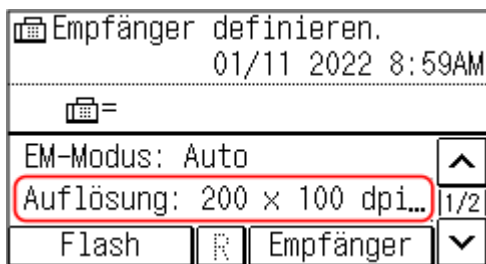 Empfänger definieren.
01/11 2022 8:59AM
=
EM-Modus: Auto
Auflösung: 200 × 100 dpi…
1/2
Flash R Empfänger